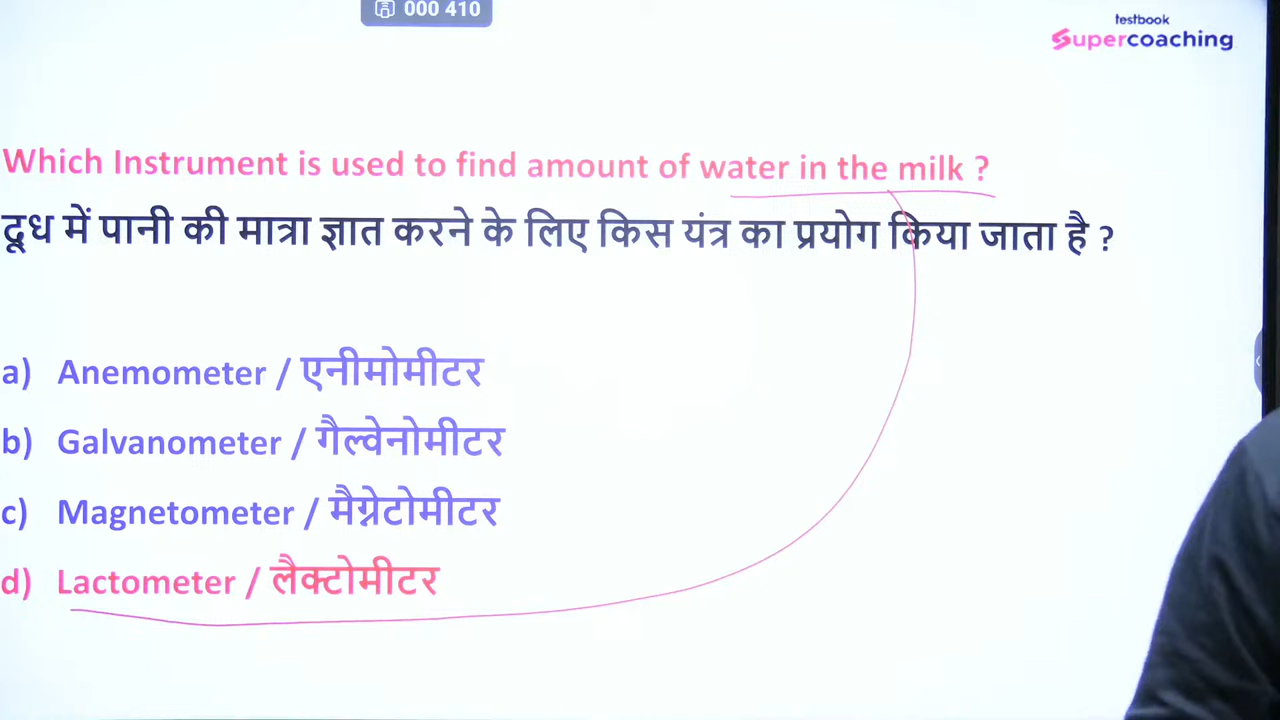 000 410
testbook
Supercoaching
Which Instrument is used to find amount of water in the milk ?
दूध में पानी की मात्रा ज्ञात करने के लिए किस यंत्र का प्रयोग किया जाता है ?
a) Anemometer / एनीमोमीटर
b) Galvanometer / गैल्वेनोमीटर
c) Magnetometer / मैग्नेटोमीटर
d) Lactometer / लैक्टोमीटर